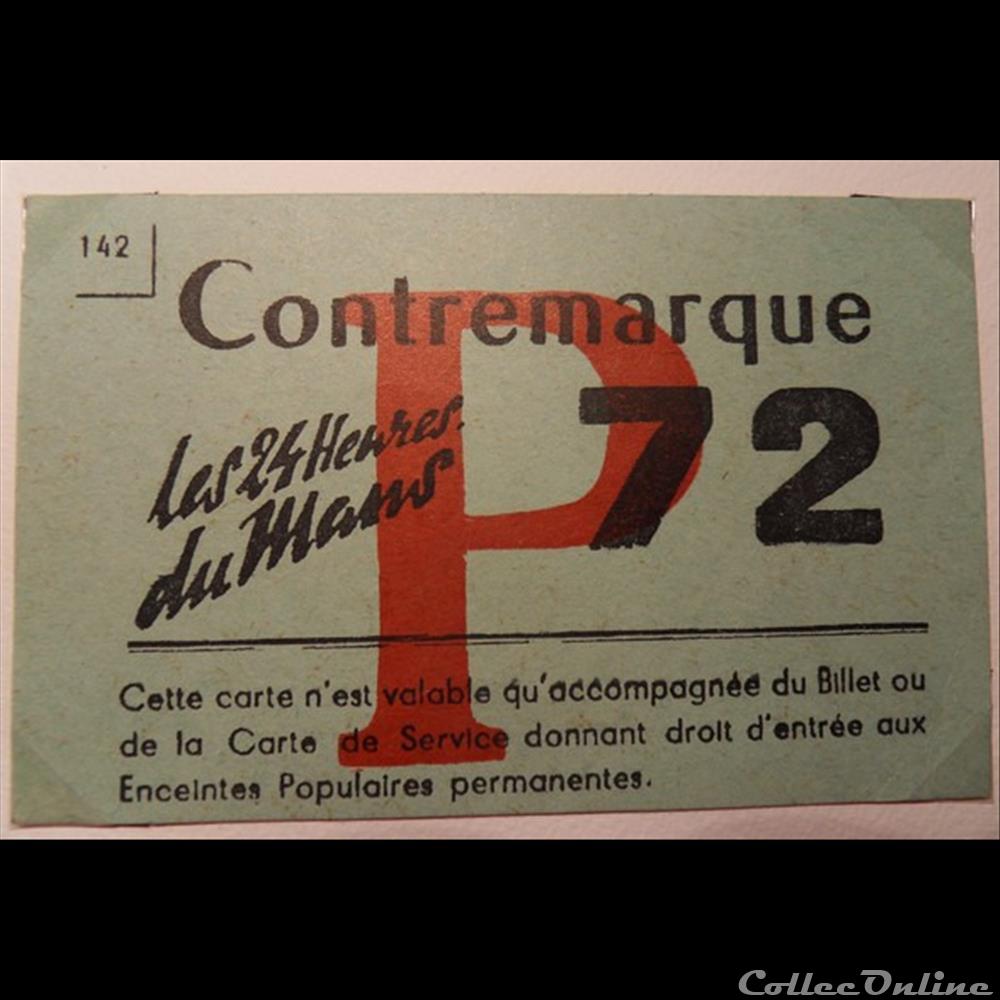 142
Contremarque
P
Les 24 Heures
du Mans
72
Cette carte n'est valable qu'accompagnée du Billet ou
de la Carte de Service donnant droit d'entrée aux
Enceintes Populaires permanentes.
CollecOnline